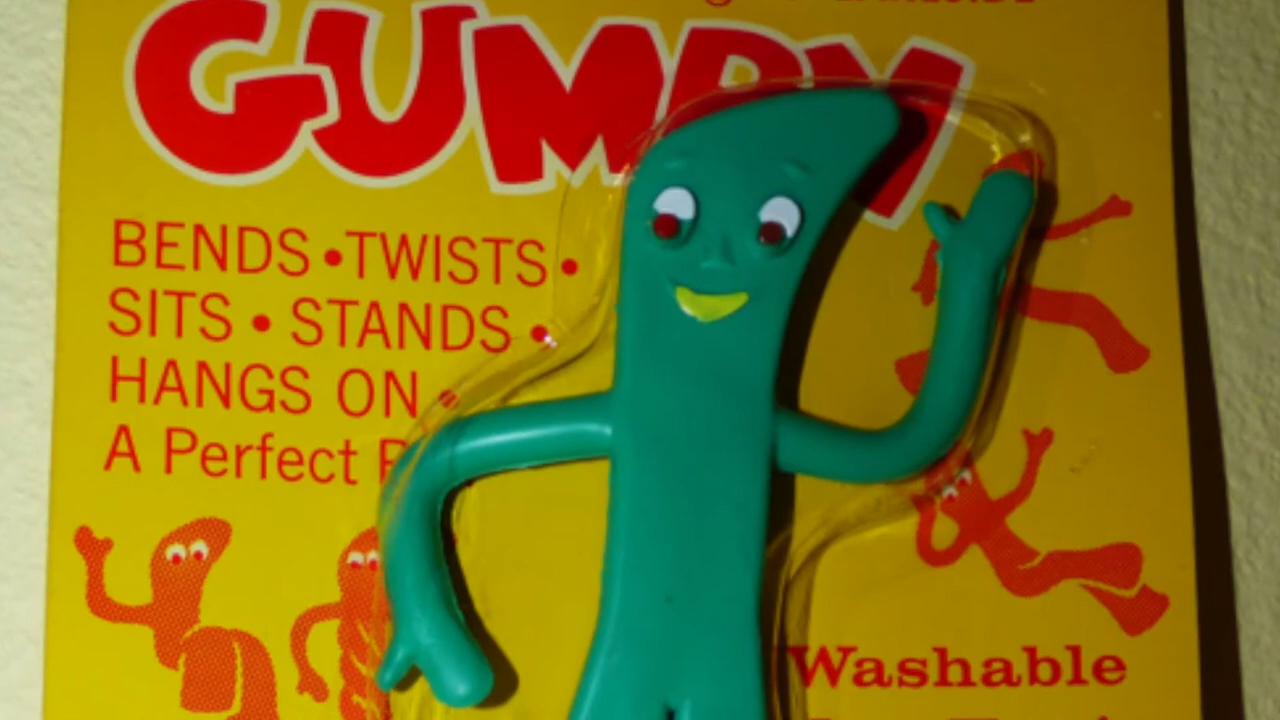 GUMBY
BENDS • TWISTS •
SITS • STANDS •
HANGS ON •
A Perfect
Washable